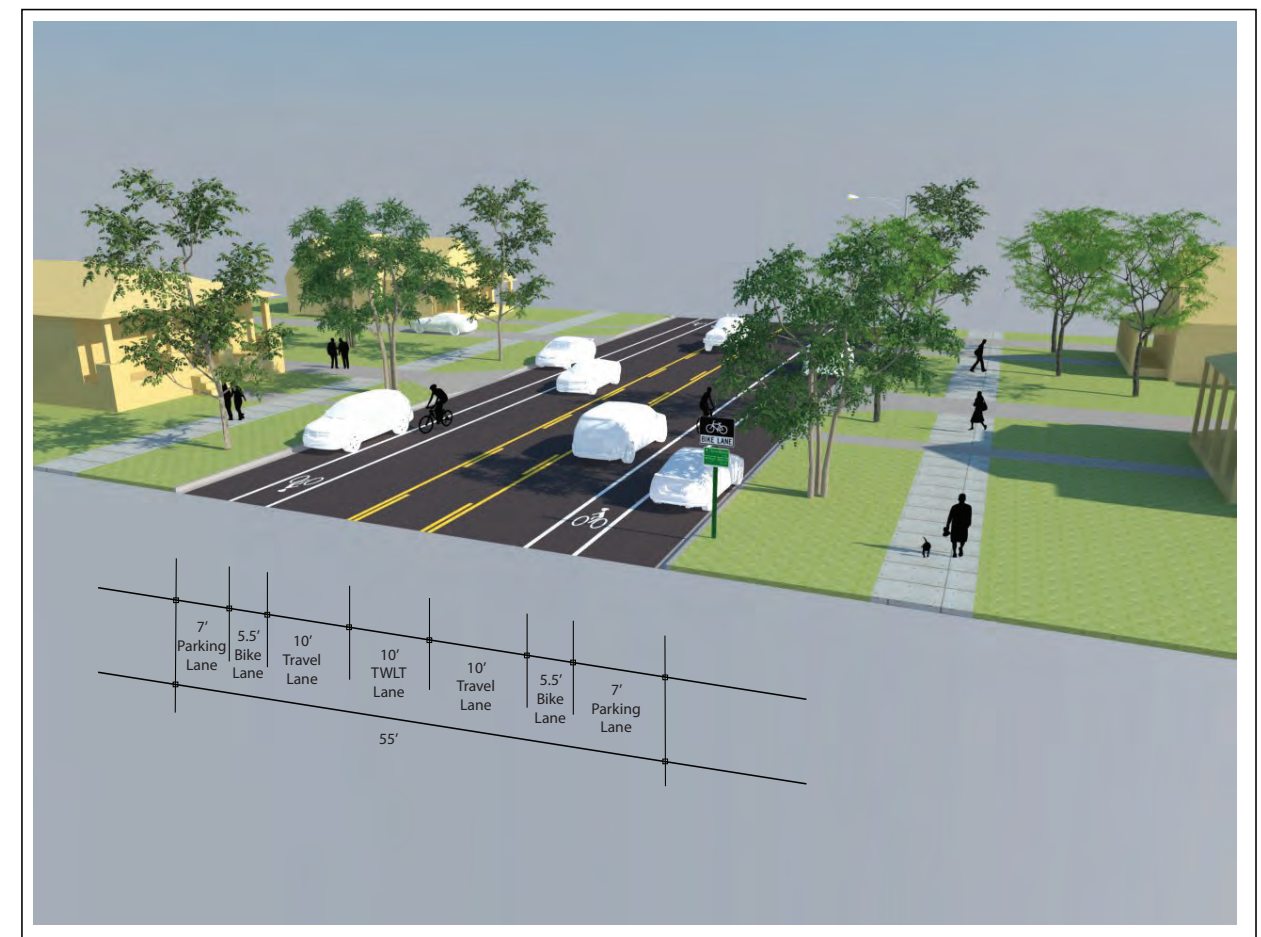 BIKE LANE
7’
Parking
Lane
5.5’
Bike
Lane
10’
Travel
Lane
10’
TWLT
Lane
10’
Travel
Lane
5.5’
Bike
Lane
7’
Parking
Lane
55’